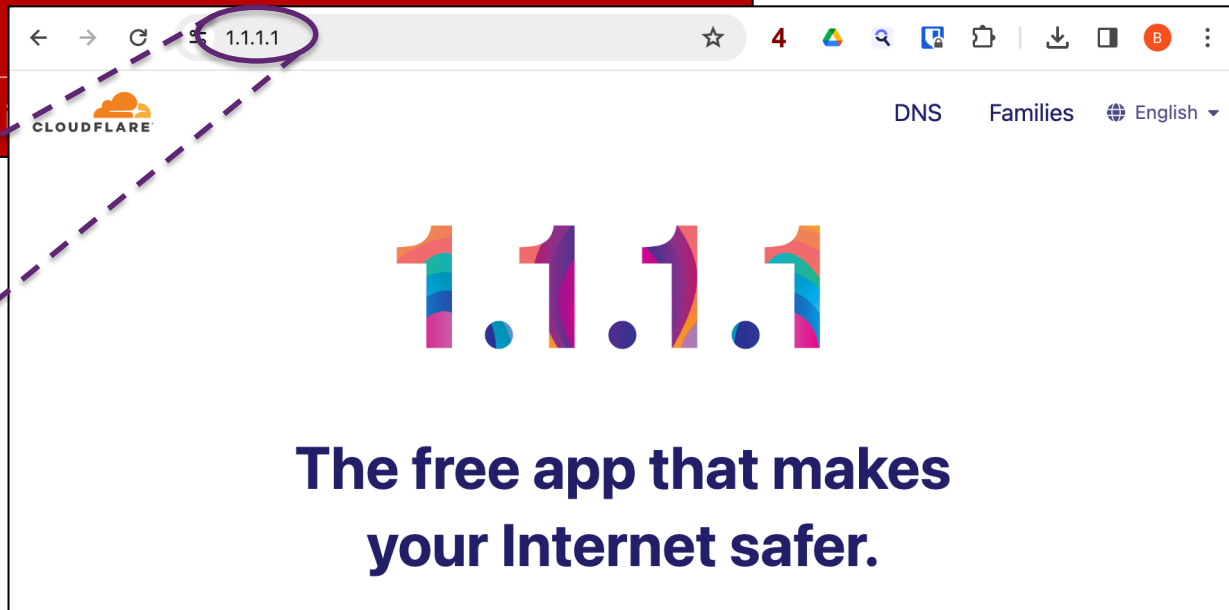 1.1.1.1
4
B
CLOUDFLARE
DNS Families English
1.1.1.1
The free app that makes
your Internet safer.